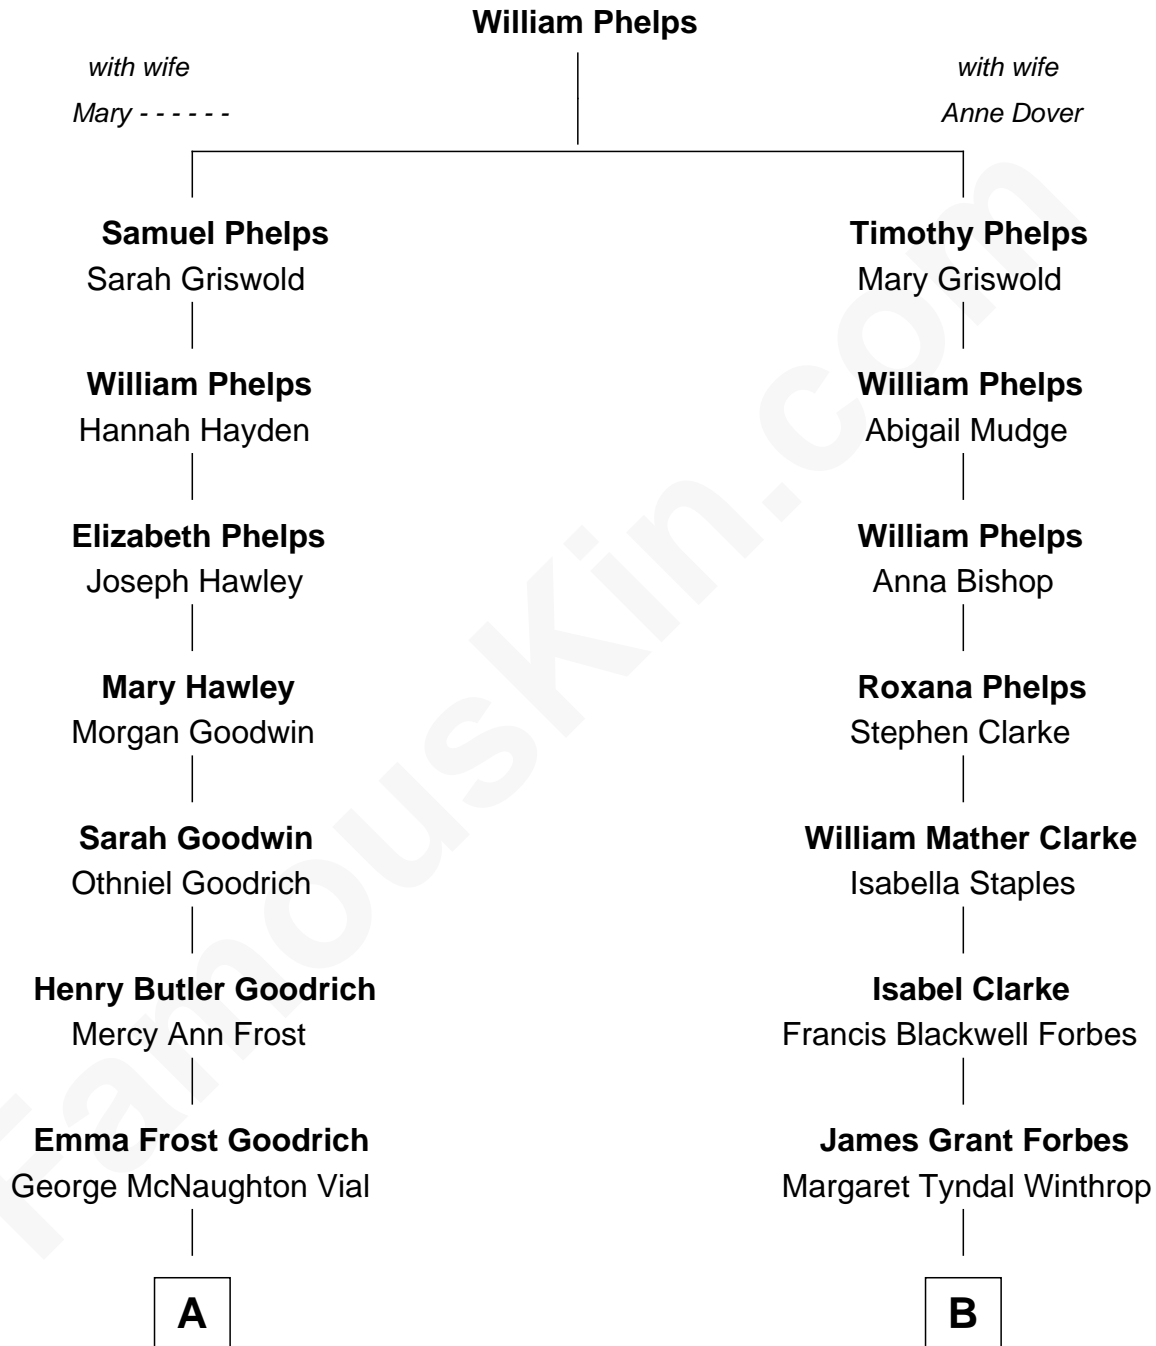 William Phelps
with wife with wife
Mary - - - - - - Anne Dover
Samuel Phelps Timothy Phelps
Sarah Griswold Mary Griswold
William Phelps William Phelps
Hannah Hayden Abigail Mudge
Elizabeth Phelps William Phelps
Joseph Hawley Anna Bishop
Mary Hawley Roxana Phelps
Morgan Goodwin Stephen Clarke
Sarah Goodwin William Mather Clarke
Othniel Goodrich Isabella Staples
Henry Butler Goodrich Isabel Clarke
Mercy Ann Frost Francis Blackwell Forbes
Emma Frost Goodrich James Grant Forbes
George McNaughton Vial Margaret Tyndal Winthrop
A B
FamousKin.com